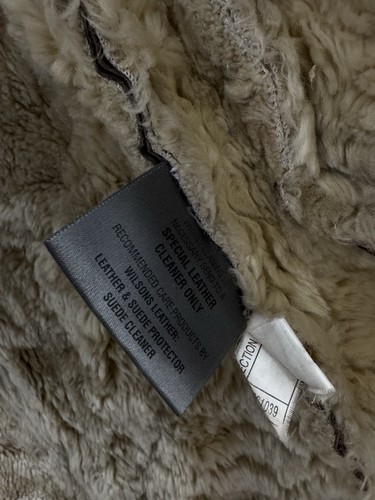 SPECIAL LEATHER
CLEANER ONLY
RECOMMENDED CARE PRODUCTS BY
WILSONS LEATHER:
LEATHER & SUEDE PROTECTOR
SUEDE CLEANER